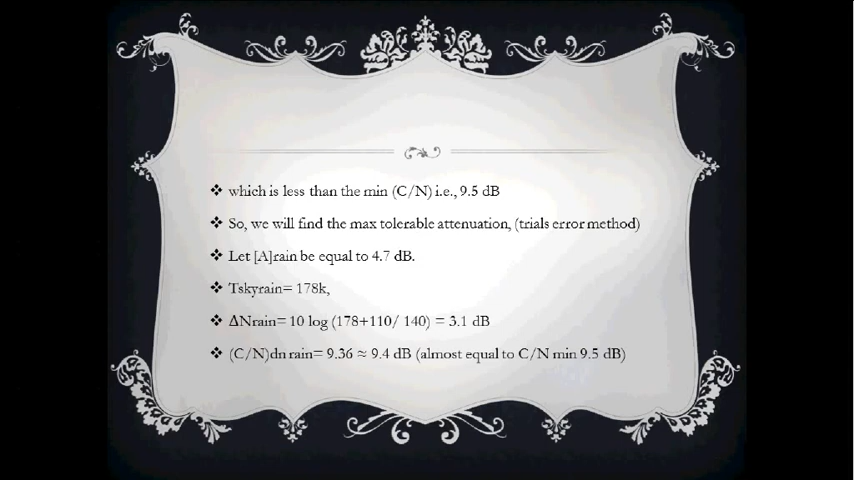 ❖ which is less than the min (C/N) i.e., 9.5 dB
❖ So, we will find the max tolerable attenuation, (trials error method)
❖ Let [A]rain be equal to 4.7 dB.
❖ Tskyrain= 178k,
❖ ΔNrain= 10 log (178+110/ 140) = 3.1 dB
❖ (C/N)dn rain= 9.36 ≈ 9.4 dB (almost equal to C/N min 9.5 dB)